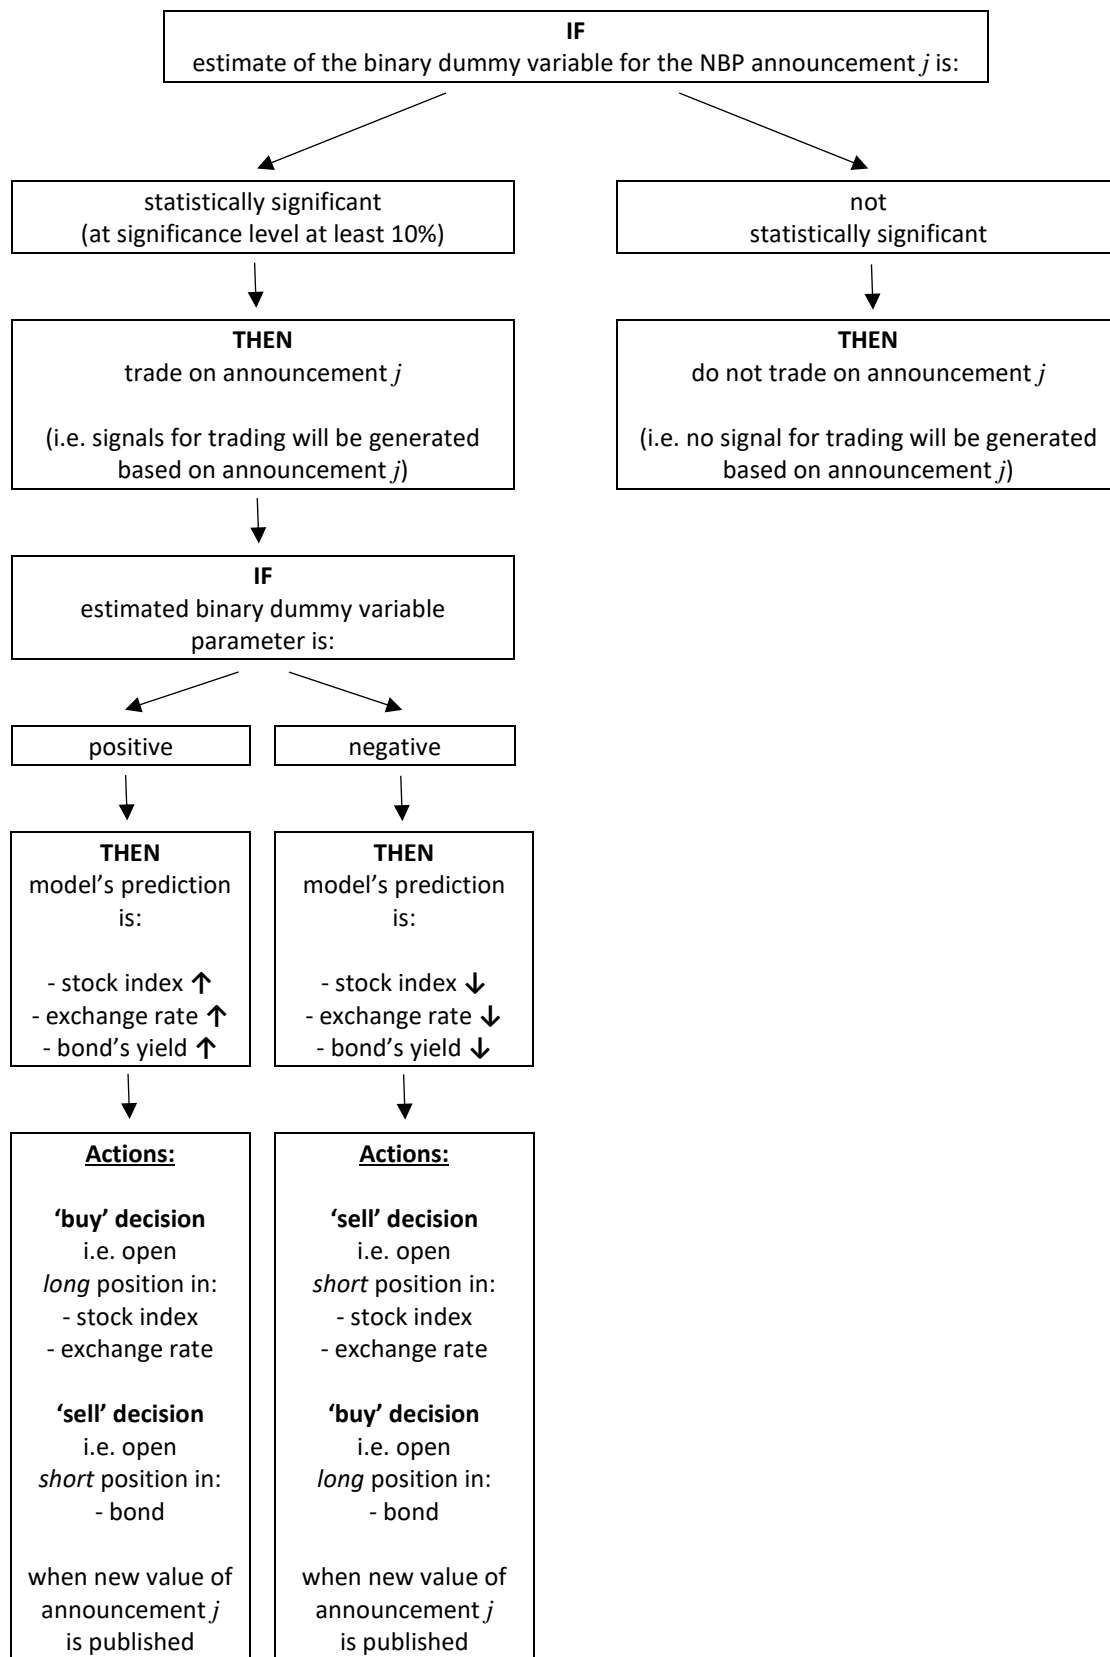 IF
estimate of the binary dummy variable for the NBP announcement j is:
statistically significant
(at significance level at least 10%)
not
statistically significant
THEN
trade on announcement j
(i.e. signals for trading will be generated
based on announcement j)
THEN
do not trade on announcement j
(i.e. no signal for trading will be generated
based on announcement j)
IF
estimated binary dummy variable
parameter is:
positive
negative
THEN
model’s prediction
is:
- stock index ↑
- exchange rate ↑
- bond’s yield ↑
THEN
model’s prediction
is:
- stock index ↓
- exchange rate ↓
- bond’s yield ↓
Actions:
‘buy’ decision
i.e. open
long position in:
- stock index
- exchange rate
‘sell’ decision
i.e. open
short position in:
- bond
when new value of
announcement j
is published
Actions:
‘sell’ decision
i.e. open
short position in:
- stock index
- exchange rate
‘buy’ decision
i.e. open
long position in:
- bond
when new value of
announcement j
is published